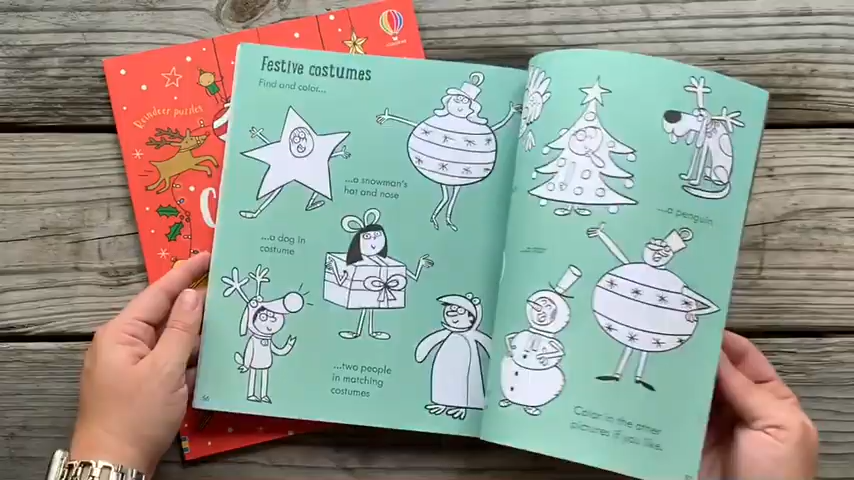 Festive costumes
Find and color...
...a snowman's
hat and nose
...a dog in
costume
...two people
in matching
costumes
...a penguin
Color in the other
pictures if you like.
66
Reindeer puzzles